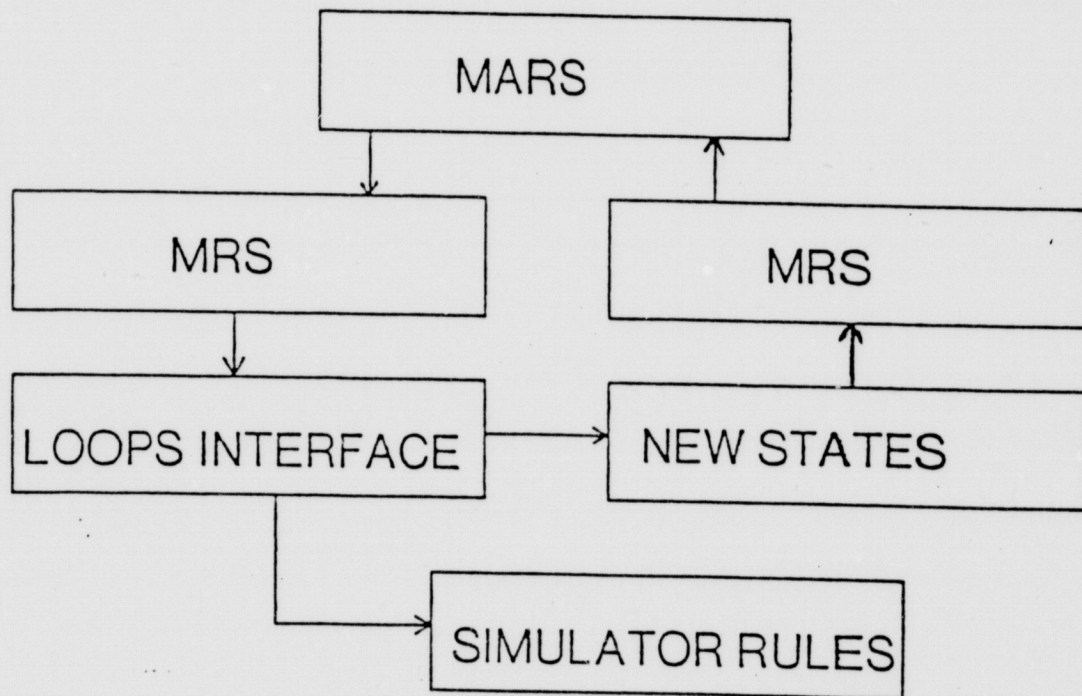 MARS
MRS
MRS
LOOPS INTERFACE
NEW STATES
SIMULATOR RULES